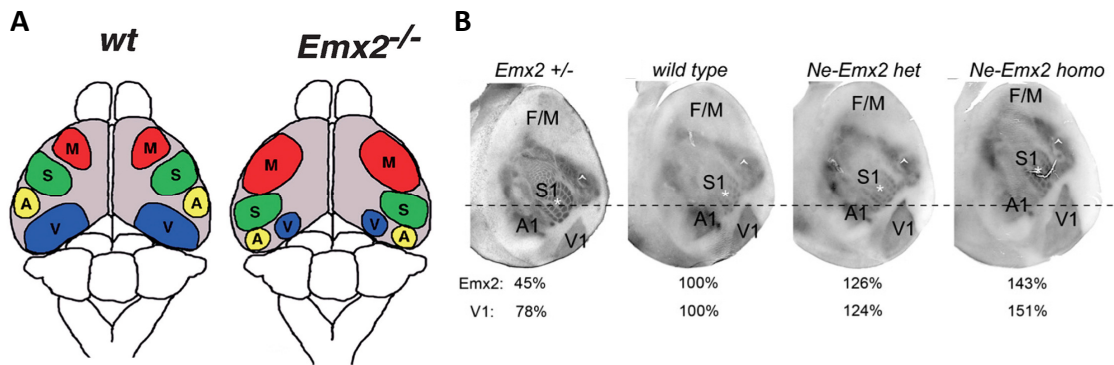 A
wt
Emx2-/-
M M
S S
A A
V V
M M
S S
V V
A A
B
Emx2 +/-
wild type
Ne-Emx2 het
Ne-Emx2 homo
F/M
S1
*
A1
V1
F/M
S1
*
A1
V1
F/M
S1
*
A1
V1
F/M
S1
*
A1
V1
Emx2: 45% 100% 126% 143%
V1: 78% 100% 124% 151%